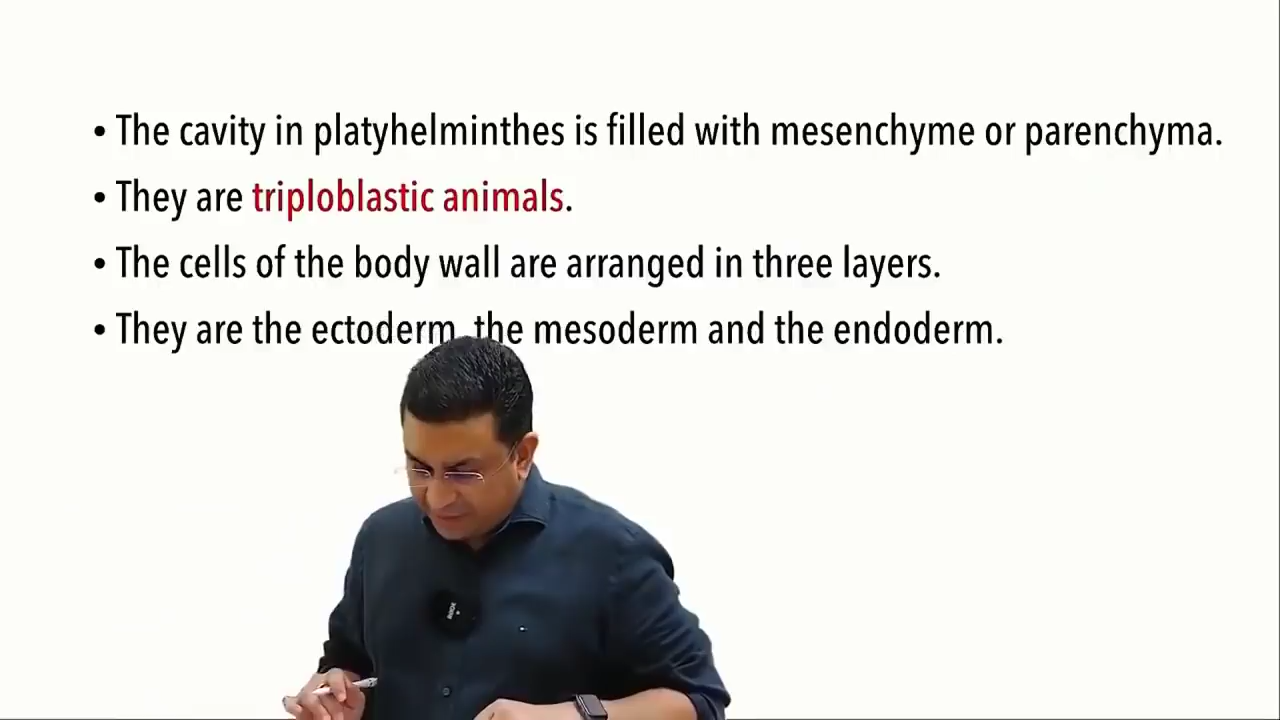 • The cavity in platyhelminthes is filled with mesenchyme or parenchyma.
• They are triploblastic animals.
• The cells of the body wall are arranged in three layers.
• They are the ectoderm, the mesoderm and the endoderm.